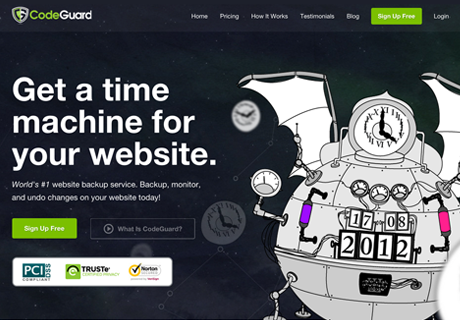 CodeGuard
Home Pricing How It Works Testimonials Blog Sign Up Free Login
Get a time
machine for
your website.
World's #1 website backup service. Backup, monitor,
and undo changes on your website today!
Sign Up Free What Is CodeGuard?
PCI DSS COMPLIANT
TRUSTe CERTIFIED PRIVACY
Norton SECURED
17 08
2012